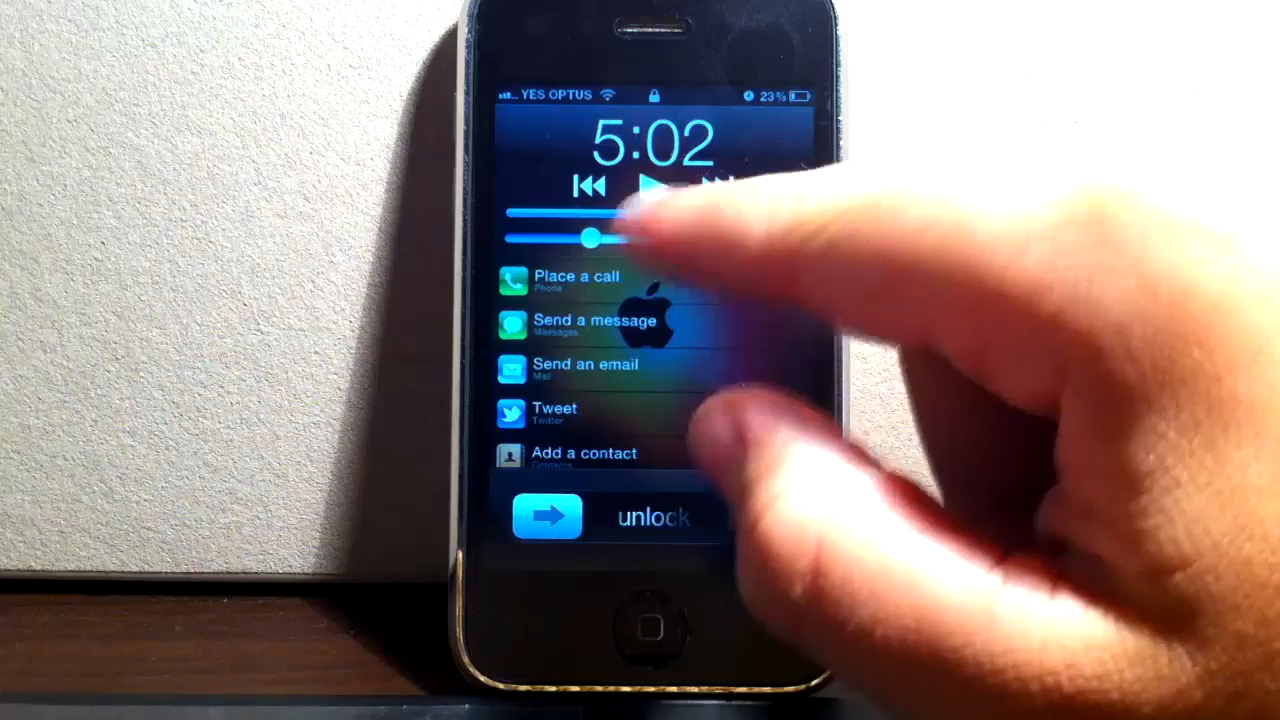 YES OPTUS 23%
5:02
Place a call
Phone
Send a message
Messages
Send an email
Mail
Tweet
Twitter
Add a contact
Contacts
unlock